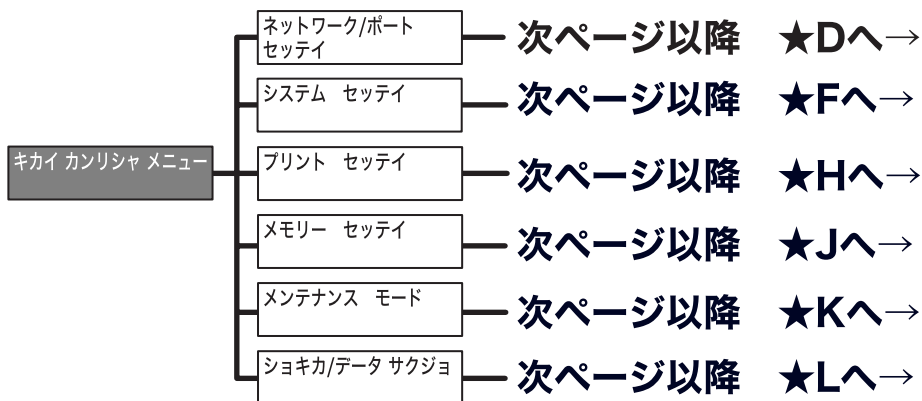 ネットワーク/ポート
セッテイ
次ページ以降 ★Dへ→
システム セッテイ
次ページ以降 ★Fへ→
キカイ カンリシャ メニュー
プリント セッテイ
次ページ以降 ★Hへ→
メモリー セッテイ
次ページ以降 ★Jへ→
メンテナンス モード
次ページ以降 ★Kへ→
ショキカ/データ サクジョ
次ページ以降 ★Lへ→